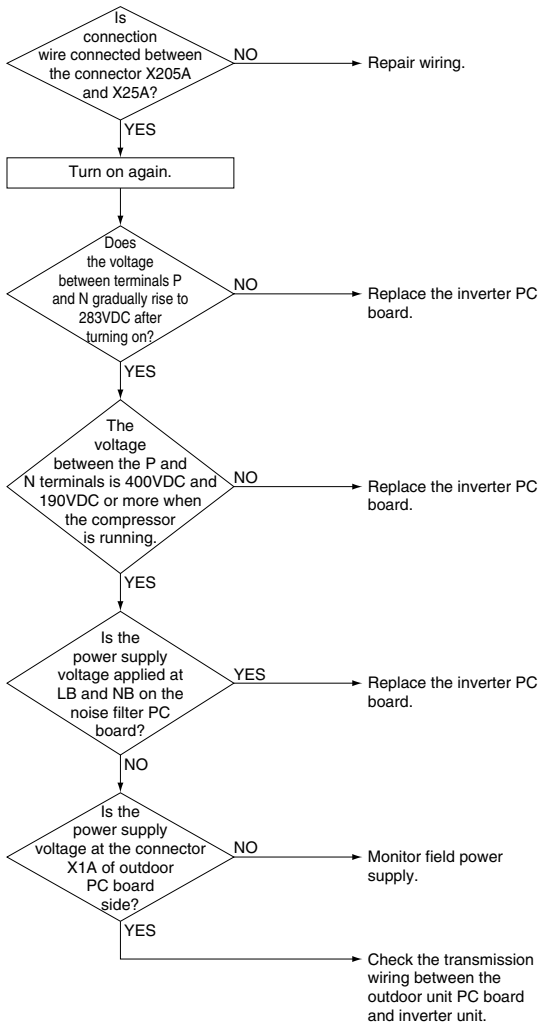 Is
connection
wire connected between
the connector X205A
and X25A?
NO
Repair wiring.
YES
Turn on again.
Does
the voltage
between terminals P
and N gradually rise to
283VDC after
turning on?
NO
Replace the inverter PC
board.
YES
The
voltage
between the P and
N terminals is 400VDC and
190VDC or more when
the compressor
is running.
NO
Replace the inverter PC
board.
YES
Is the
power supply
voltage applied at
LB and NB on the
noise filter PC
board?
YES
Replace the inverter PC
board.
NO
Is the
power supply
voltage at the connector
X1A of outdoor
PC board
side?
NO
Monitor field power
supply.
YES
Check the transmission
wiring between the
outdoor unit PC board
and inverter unit.